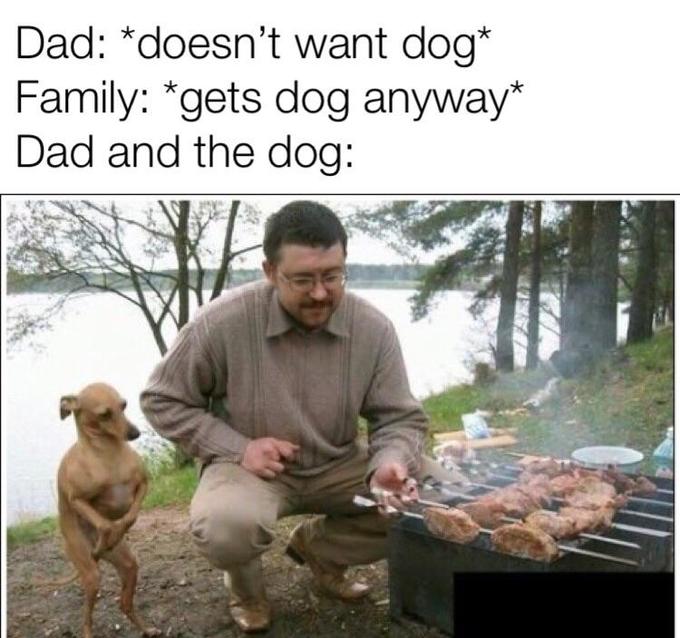 Dad: *doesn't want dog*
Family: *gets dog anyway*
Dad and the dog: